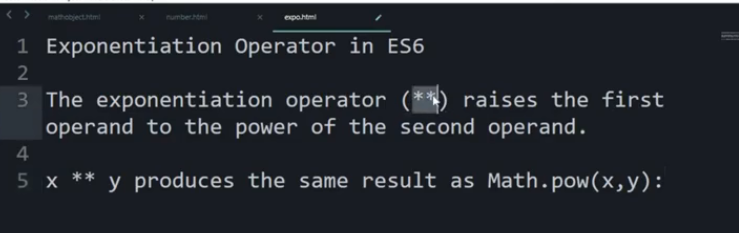 mathobject.html × number.html × expo.html
1 Exponentiation Operator in ES6
2
3 The exponentiation operator (**) raises the first
operand to the power of the second operand.
4
5 x ** y produces the same result as Math.pow(x,y):